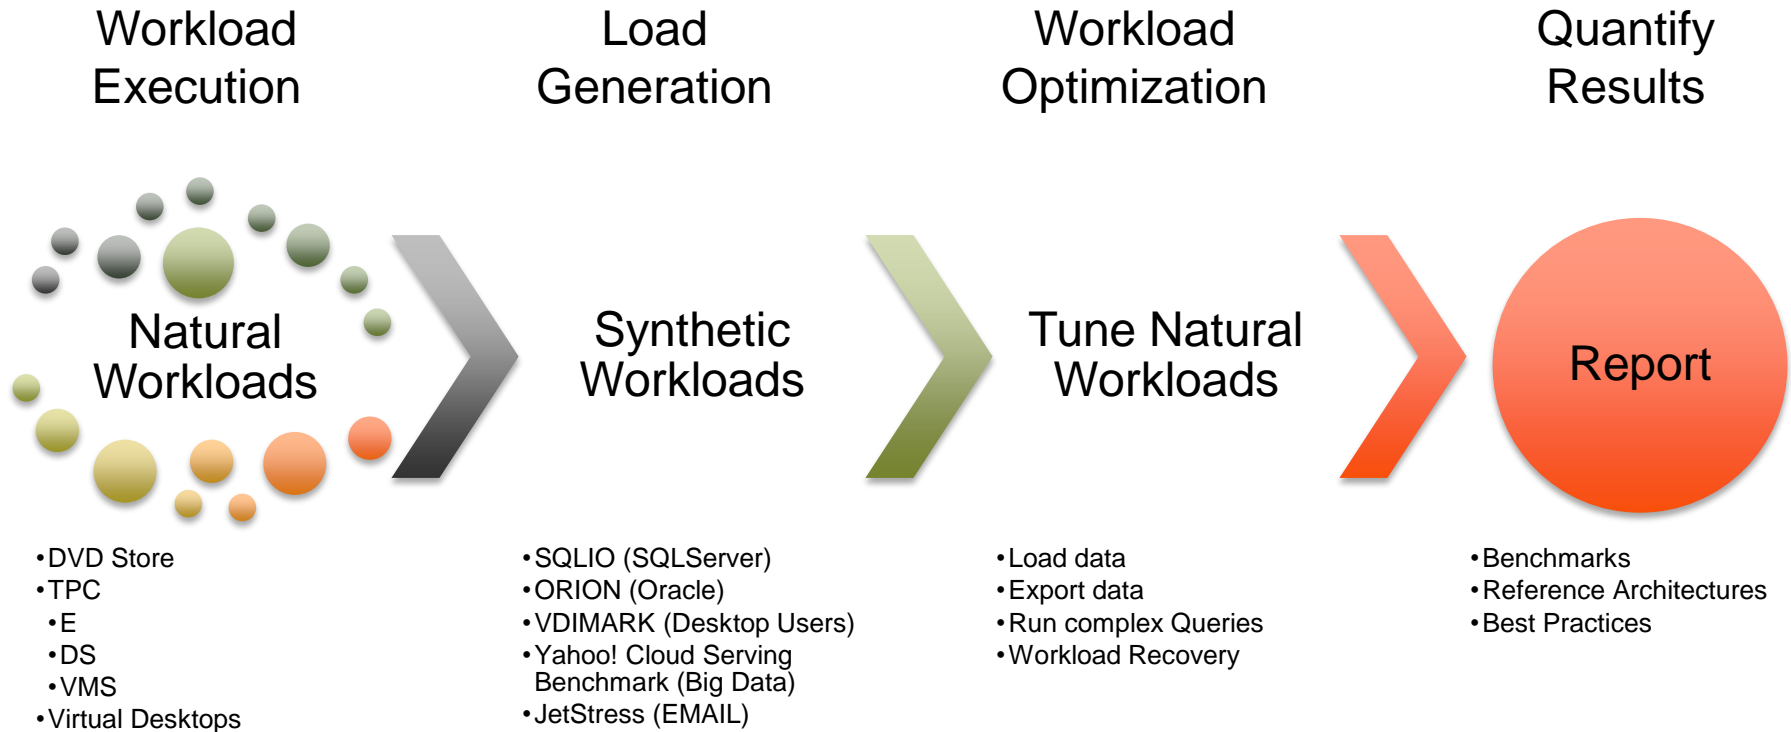 Workload
Execution
Load
Generation
Workload
Optimization
Quantify
Results
Natural
Workloads
Synthetic
Workloads
Tune Natural
Workloads
Report
•DVD Store
•TPC
•E
•DS
•VMS
•Virtual Desktops
•SQLIO (SQLServer)
•ORION (Oracle)
•VDIMARK (Desktop Users)
•Yahoo! Cloud Serving
Benchmark (Big Data)
•JetStress (EMAIL)
•Load data
•Export data
•Run complex Queries
•Workload Recovery
•Benchmarks
•Reference Architectures
•Best Practices